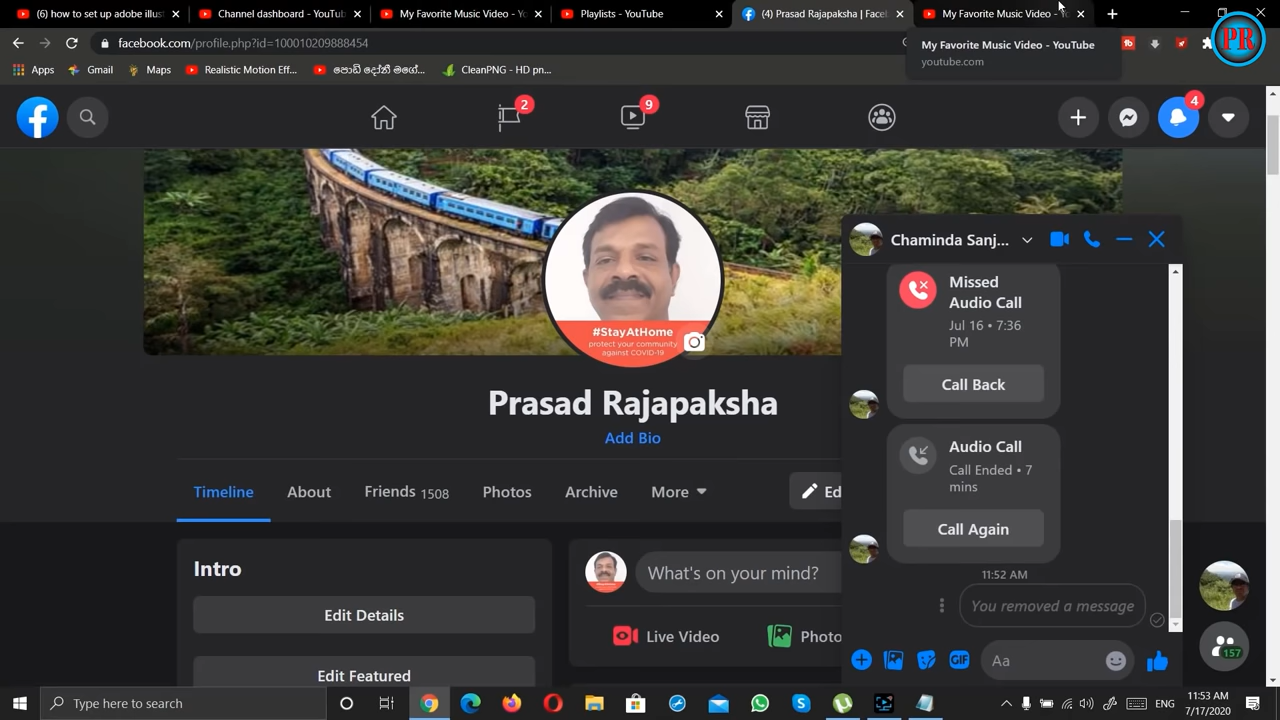 (6) how to set up adobe illust
Channel dashboard - YouTub
My Favorite Music Video - Yo
Playlists - YouTube
(4) Prasad Rajapaksha | Faceb
My Favorite Music Video - Yo
facebook.com/profile.php?id=100010209888454
My Favorite Music Video - YouTube
youtube.com
PR
Apps
Gmail
Maps
Realistic Motion Eff...
පොඩි දෝනී මගේ...
CleanPNG - HD pn...
2
9
4
#StayAtHome
protect your community
against COVID-19
Prasad Rajapaksha
Add Bio
Timeline
About
Friends 1508
Photos
Archive
More
Ed
Intro
Edit Details
Edit Featured
What's on your mind?
Live Video
Photo
Chaminda Sanj...
Missed
Audio Call
Jul 16 • 7:36
PM
Call Back
Audio Call
Call Ended • 7
mins
Call Again
11:52 AM
You removed a message
GIF
Aa
157
Type here to search
ENG
11:53 AM
7/17/2020